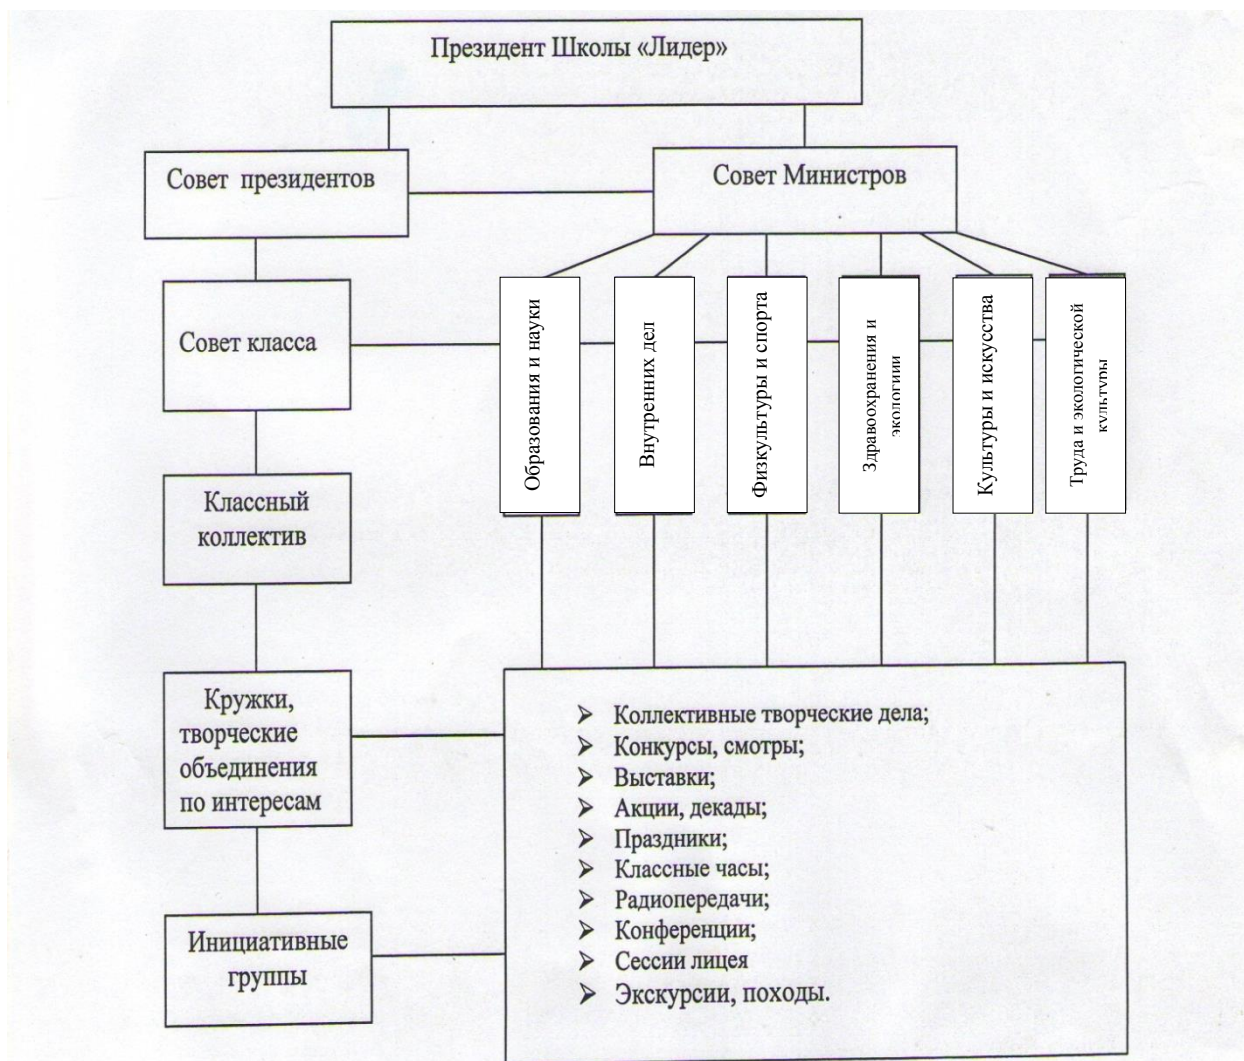 Президент Школы «Лидер»
Совет президентов
Совет Министров
Совет класса
Образования и науки
Внутренних дел
Физкультуры и спорта
Здравоохранения и
экологиии
Культуры и искусства
Труда и экологической
культуры
Классный
коллектив
Кружки,
творческие
объединения
по интересам
Инициативные
группы
➢ Коллективные творческие дела;
➢ Конкурсы, смотры;
➢ Выставки;
➢ Акции, декады;
➢ Праздники;
➢ Классные часы;
➢ Радиопередачи;
➢ Конференции;
➢ Сессии лицея
➢ Экскурсии, походы.